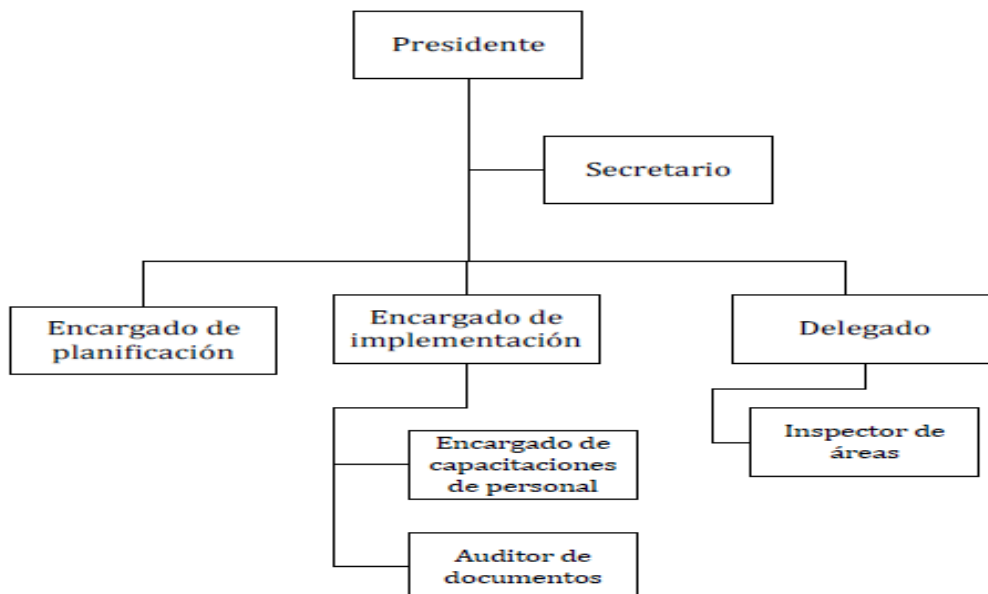 Presidente
Secretario
Encargado de
planificación
Encargado de
implementación
Delegado
Encargado de
capacitaciones
de personal
Inspector de
áreas
Auditor de
documentos